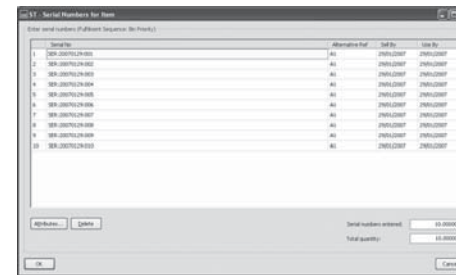 ST - Serial Numbers for Item
Enter serial numbers (Fulfilment Sequence: Bin Priority)
Serial No Alternative Ref Sell By Use By
1 SER-20070129-001 A1 29/01/2007 29/01/2007
2 SER-20070129-002 A1 29/01/2007 29/01/2007
3 SER-20070129-003 A1 29/01/2007 29/01/2007
4 SER-20070129-004 A1 29/01/2007 29/01/2007
5 SER-20070129-005 A1 29/01/2007 29/01/2007
6 SER-20070129-006 A1 29/01/2007 29/01/2007
7 SER-20070129-007 A1 29/01/2007 29/01/2007
8 SER-20070129-008 A1 29/01/2007 29/01/2007
9 SER-20070129-009 A1 29/01/2007 29/01/2007
10 SER-20070129-010 A1 29/01/2007 29/01/2007
Attributes... Delete Serial numbers entered: 10.0000
Total quantity: 10.0000
OK Cance